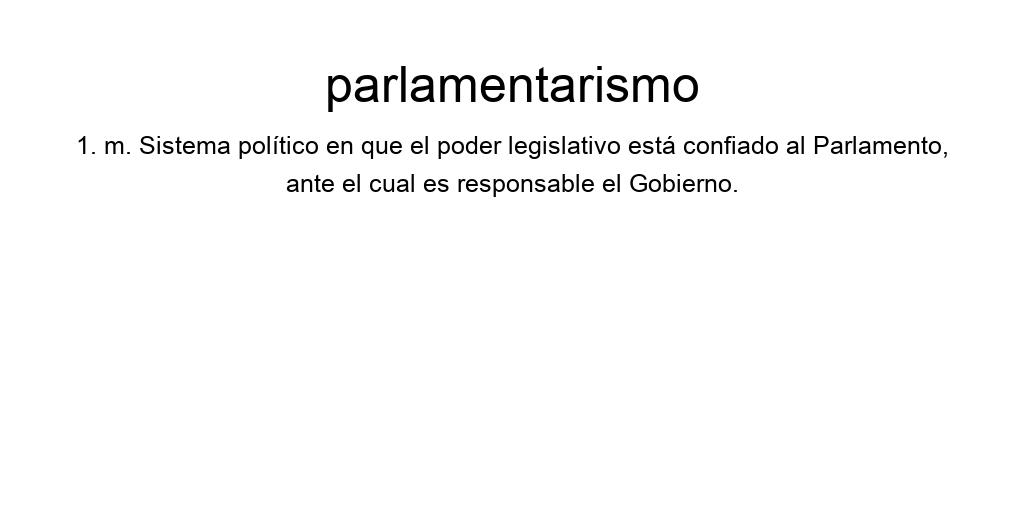 parlamentarismo
1. m. Sistema político en que el poder legislativo está confiado al Parlamento,
ante el cual es responsable el Gobierno.